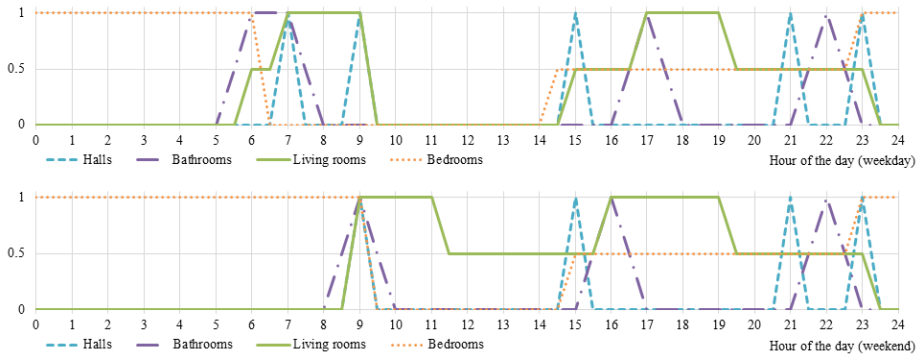 1
0.5
0
0 1 2 3 4 5 6 7 8 9 10 11 12 13 14 15 16 17 18 19 20 21 22 23 24
Halls Bathrooms Living rooms Bedrooms Hour of the day (weekday)
1
0.5
0
0 1 2 3 4 5 6 7 8 9 10 11 12 13 14 15 16 17 18 19 20 21 22 23 24
Halls Bathrooms Living rooms Bedrooms Hour of the day (weekend)